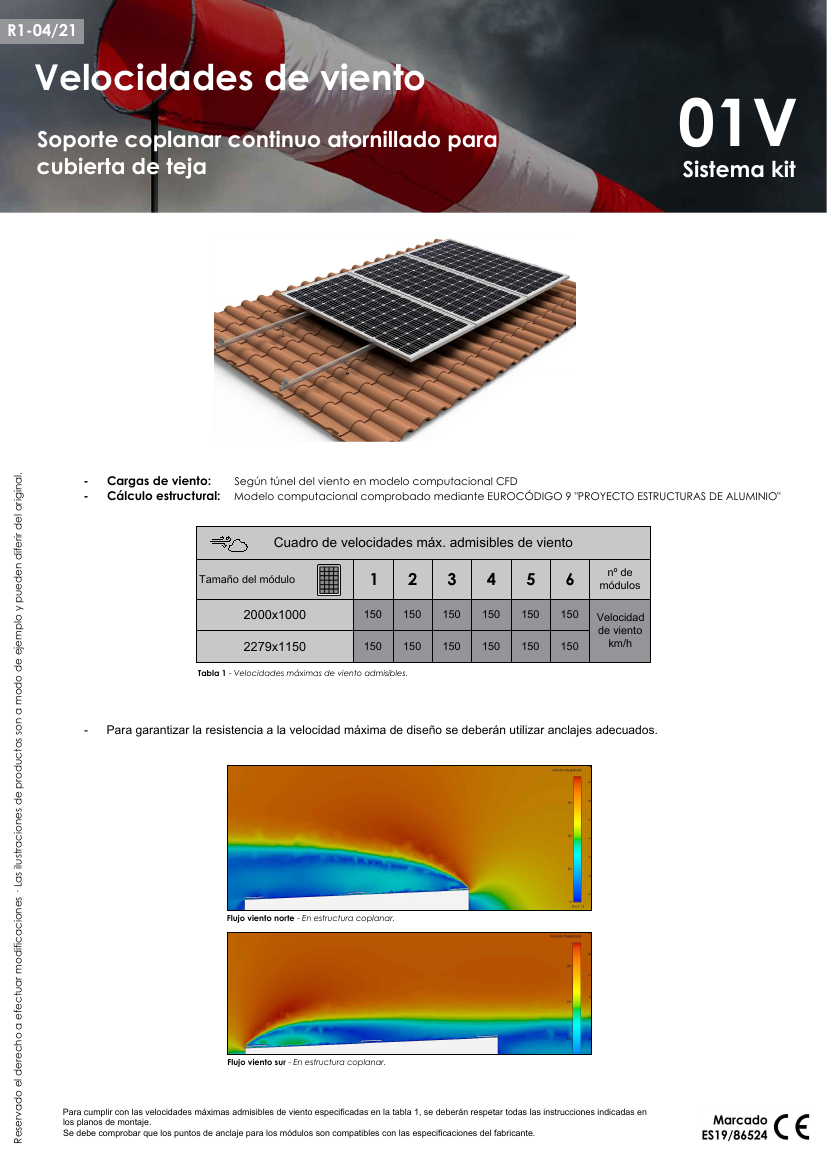 R1-04/21
Velocidades de viento
Soporte coplanar continuo atornillado para
cubierta de teja
01V
Sistema kit
- Cargas de viento: Según túnel del viento en modelo computacional CFD
- Cálculo estructural: Modelo computacional comprobado mediante EUROCÓDIGO 9 "PROYECTO ESTRUCTURAS DE ALUMINIO"
Cuadro de velocidades máx. admisibles de viento
Tamaño del módulo 1 2 3 4 5 6 nº de módulos
2000x1000 150 150 150 150 150 150
2279x1150 150 150 150 150 150 150
Velocidad
de viento
km/h
Tabla 1 - Velocidades máximas de viento admisibles.
- Para garantizar la resistencia a la velocidad máxima de diseño se deberán utilizar anclajes adecuados.
Flujo viento norte - En estructura coplanar.
Flujo viento sur - En estructura coplanar.
Reservado el derecho a efectuar modificaciones · Las ilustraciones de productos son a modo de ejemplo y pueden diferir del original.
Para cumplir con las velocidades máximas admisibles de viento especificadas en la tabla 1, se deberán respetar todas las instrucciones indicadas en
los planos de montaje.
Se debe comprobar que los puntos de anclaje para los módulos son compatibles con las especificaciones del fabricante.
Marcado
ES19/86524
CE